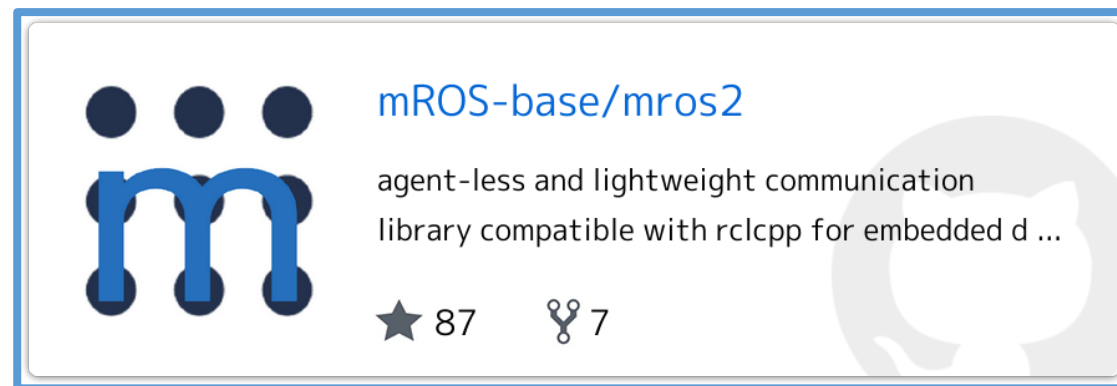 mROS-base/mros2
agent-less and lightweight communication
library compatible with rclcpp for embedded d ...
87 7